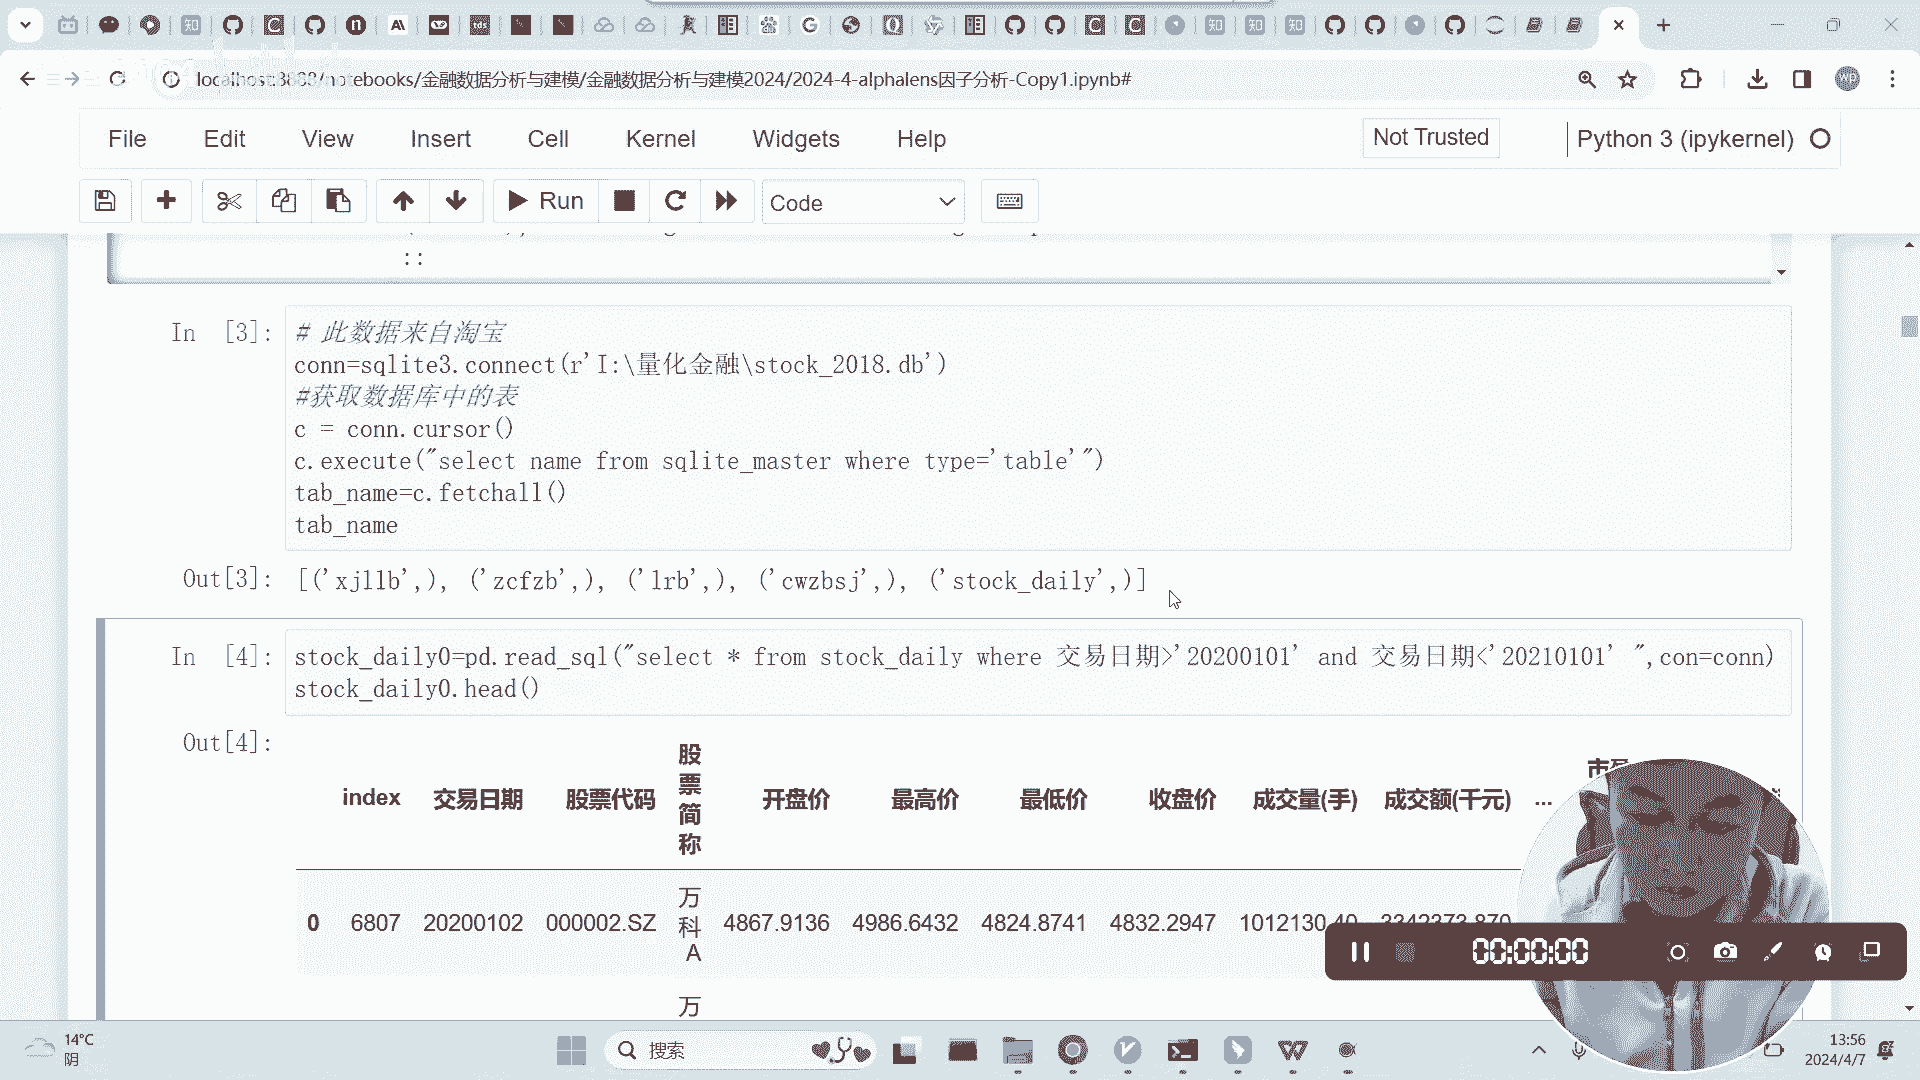 localhost:8888/notebooks/金融数据分析与建模/金融数据分析与建模2024/2024-4-alphalens因子分析-Copy1.ipynb#
File Edit View Insert Cell Kernel Widgets Help
Not Trusted
Python 3 (ipykernel)
Run
Code
::
In [3]:
# 此数据来自淘宝
conn=sqlite3.connect(r'I:\量化金融\stock_2018.db')
#获取数据库中的表
c = conn.cursor()
c.execute("select name from sqlite_master where type='table'")
tab_name=c.fetchall()
tab_name
Out[3]: [('xjllb',), ('zcfzb',), ('lrb',), ('cwzbsj',), ('stock_daily',)]
In [4]:
stock_daily0=pd.read_sql("select * from stock_daily where 交易日期>'20200101' and 交易日期<'20210101' ",con=conn)
stock_daily0.head()
Out[4]:
index 交易日期 股票代码 股票简称 开盘价 最高价 最低价 收盘价 成交量(手) 成交额(千元) ...
0 6807 20200102 000002.SZ 万科A 4867.9136 4986.6432 4824.8741 4832.2947 1012130.40 3342373.870
万
00:00:00
14°C
阴
搜索
13:56
2024/4/7